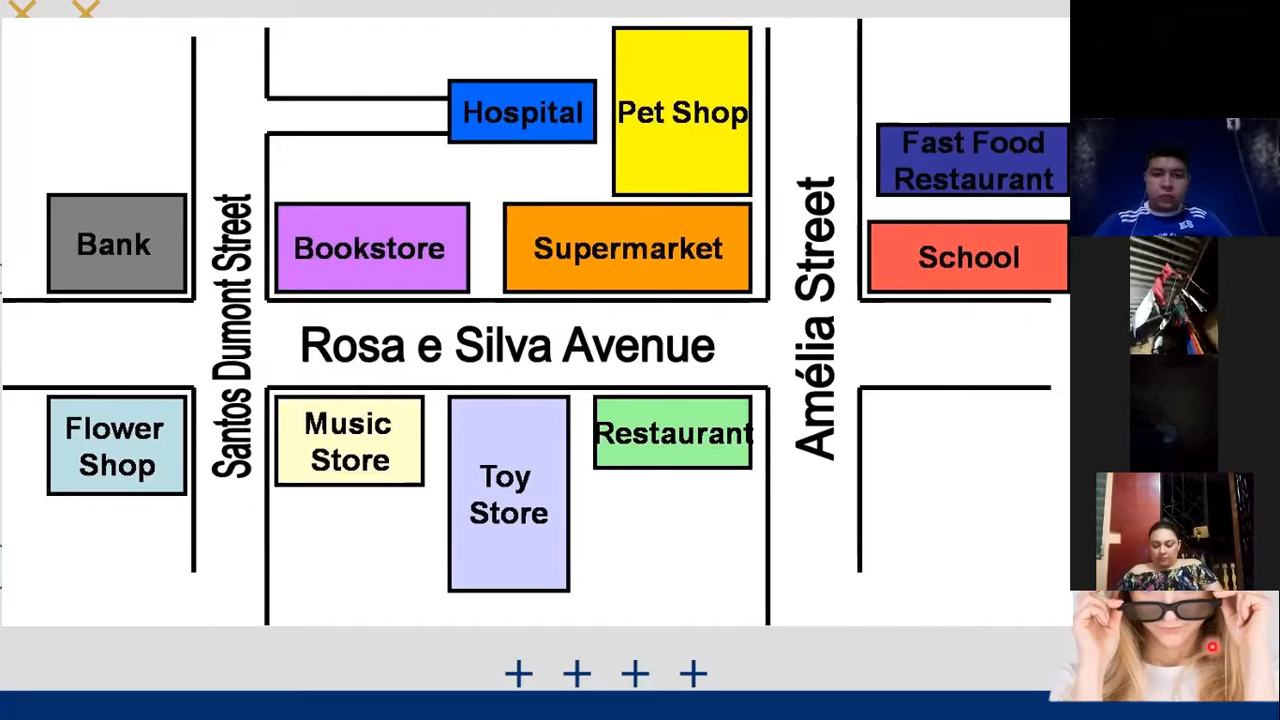 Hospital
Pet Shop
Fast Food
Restaurant
Bank
Santos Dumont Street
Bookstore
Supermarket
Amélia Street
School
Rosa e Silva Avenue
Flower
Shop
Music
Store
Toy
Store
Restaurant